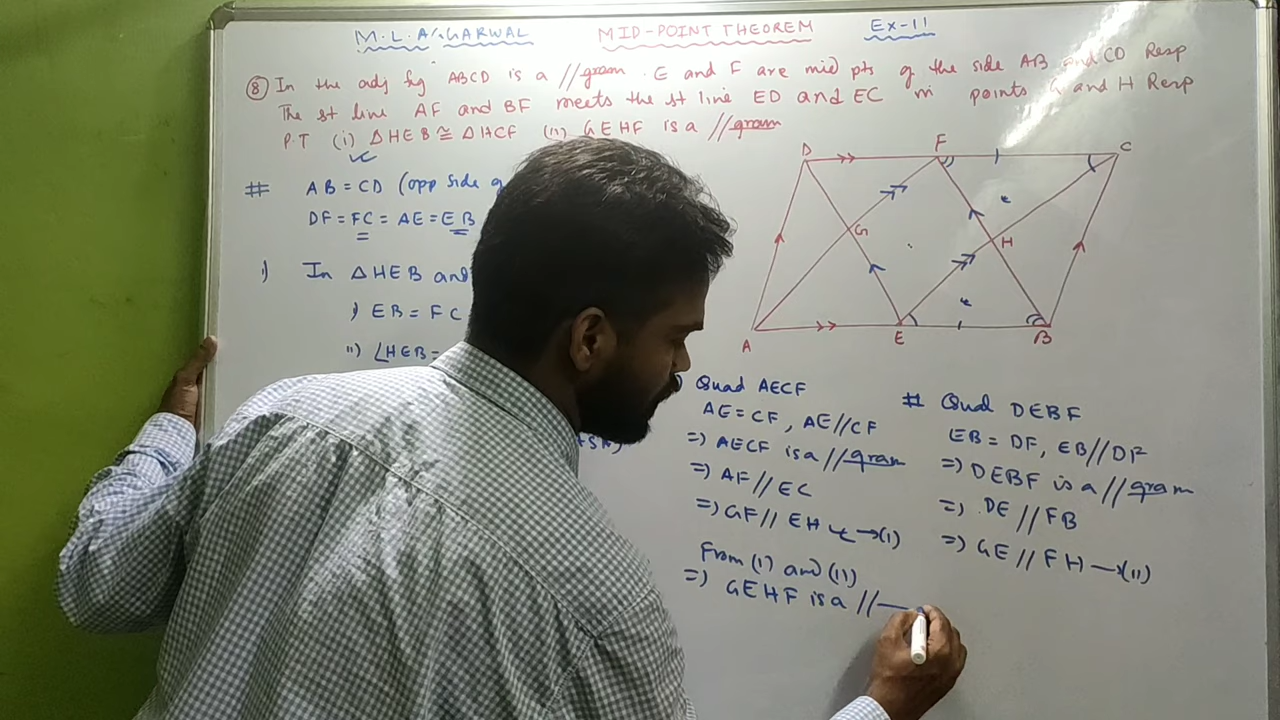 M.L. AGGARWAL MID-POINT THEOREM Ex-11
⑧ In the adj fig ABCD is a //gram. E and F are mid pts of the side AB and CD Resp
The st line AF and BF meets the st line ED and EC in points G and H Resp
P.T (i) △HEB ≅ △HCF (ii) GEHF is a //gram
# AB = CD (opp side
DF = FC = AE = EB
i) In △HEB and
i) EB = FC
ii) ∠HEB =
D F C
G H
A E B
Quad AECF
AE = CF, AE//CF
=) AECF is a //gram
=) AF // EC
=) GF // EH →(i)
From (i) and (ii)
=) GEHF is a //
# Quad DEBF
EB = DF, EB//DF
=) DEBF is a //gram
=) DE // FB
=) GE // FH →(ii)